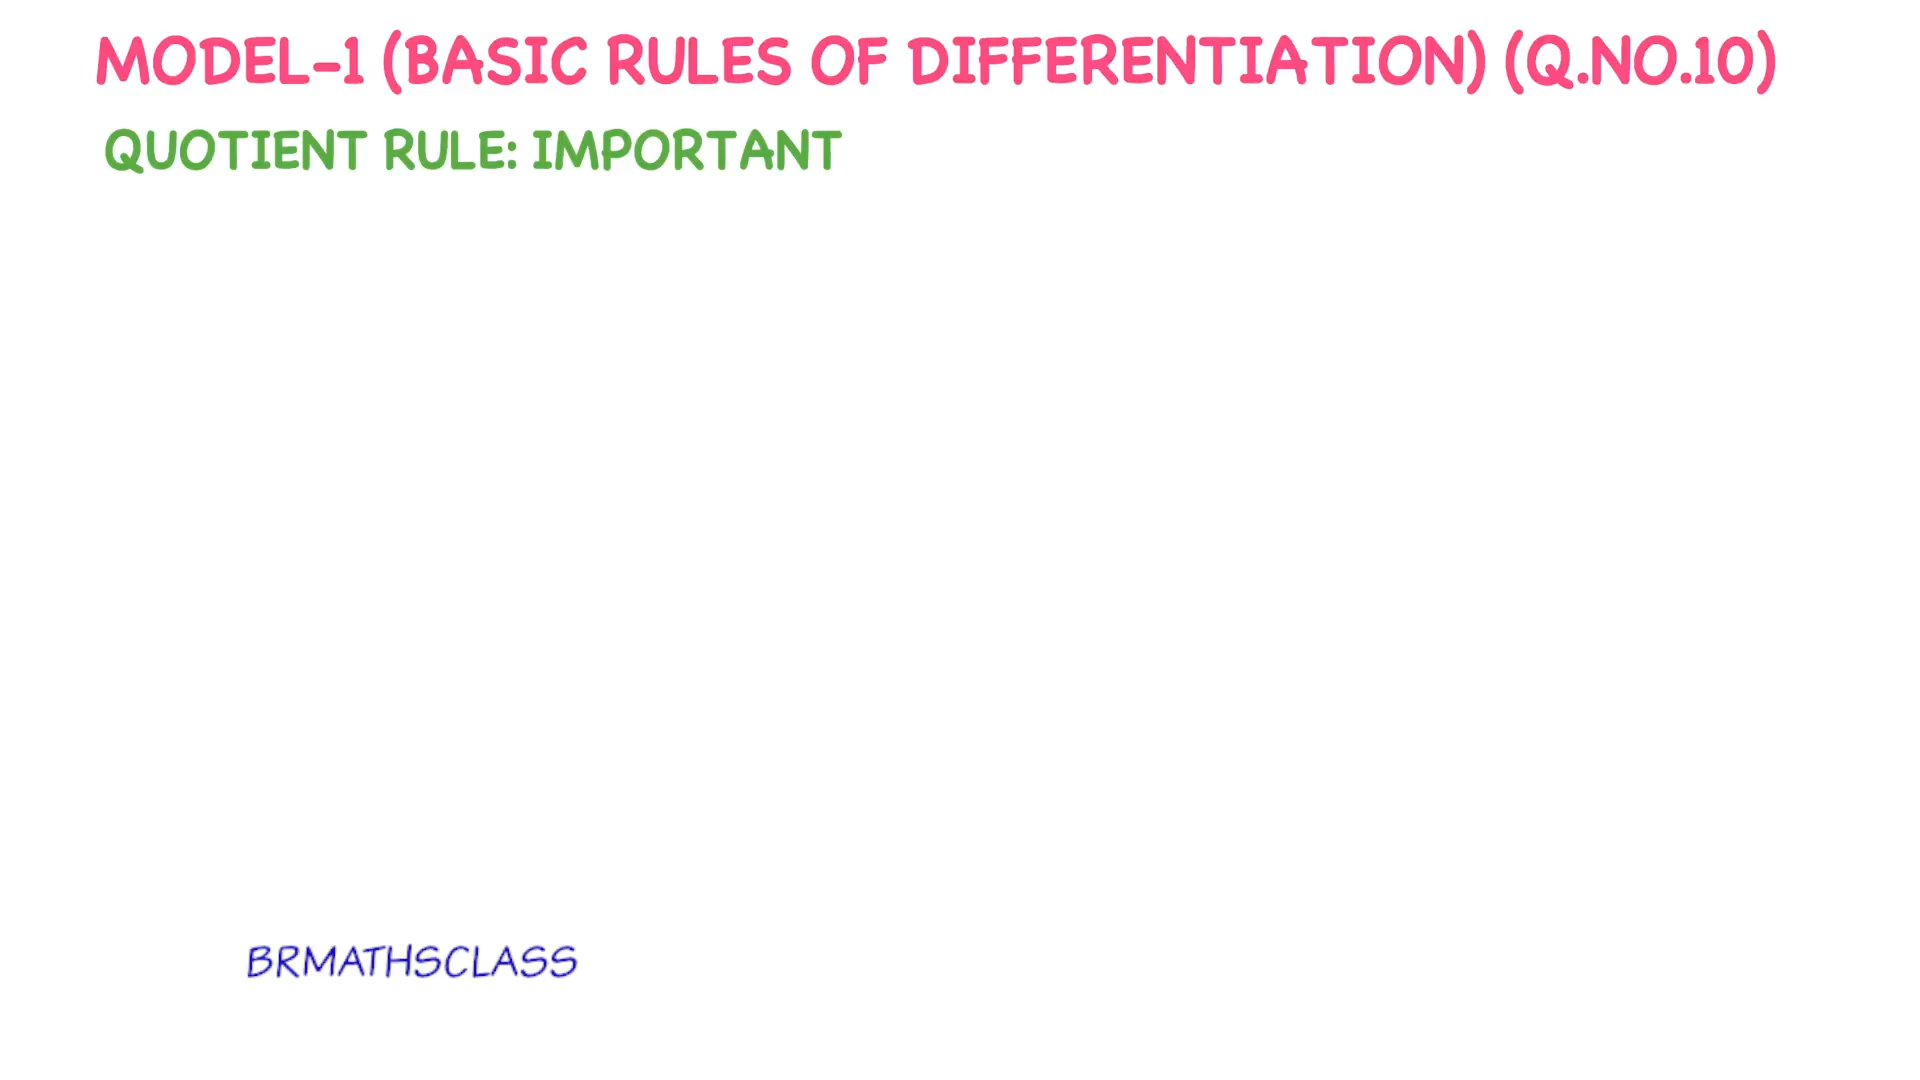 MODEL-1 (BASIC RULES OF DIFFERENTIATION) (Q.NO.10)
QUOTIENT RULE: IMPORTANT
BRMATHSCLASS